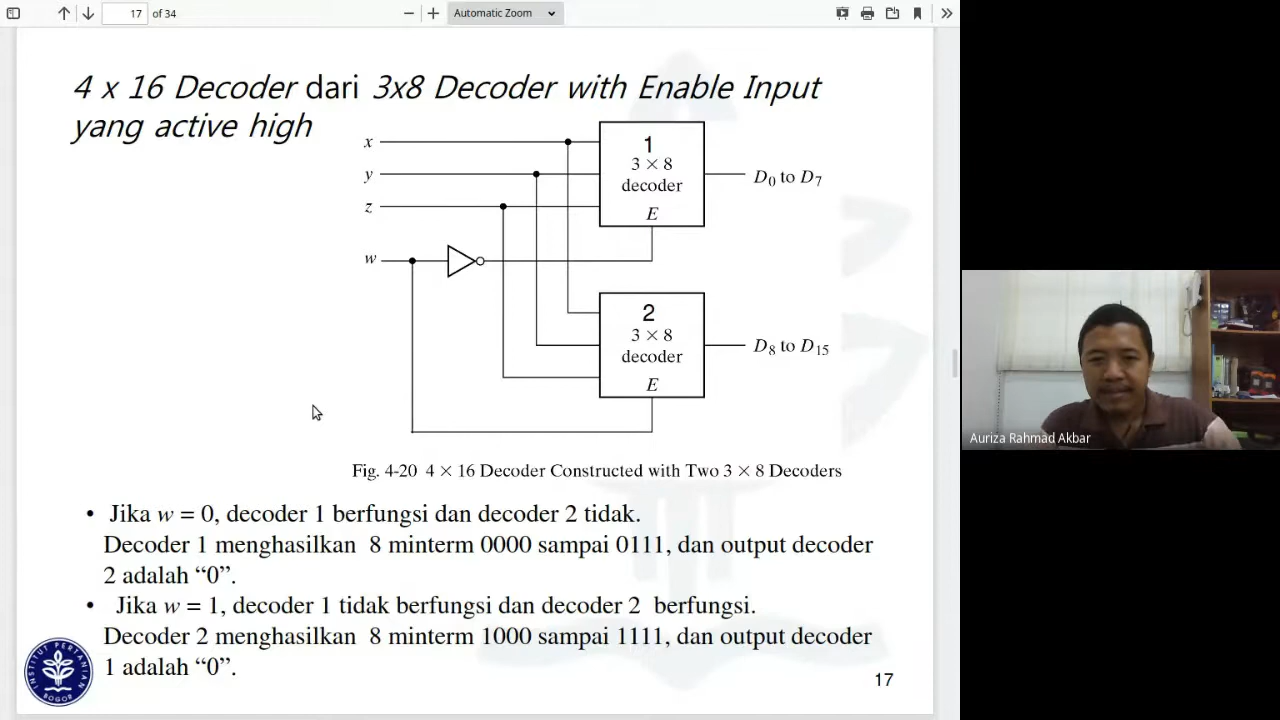 17 of 34
Automatic Zoom
4 x 16 Decoder dari 3x8 Decoder with Enable Input
yang active high
x
y
z
w
1
3 × 8
decoder
E
D0 to D7
2
3 × 8
decoder
E
D8 to D15
Fig. 4-20 4 × 16 Decoder Constructed with Two 3 × 8 Decoders
• Jika w = 0, decoder 1 berfungsi dan decoder 2 tidak.
Decoder 1 menghasilkan 8 minterm 0000 sampai 0111, dan output decoder
2 adalah “0”.
• Jika w = 1, decoder 1 tidak berfungsi dan decoder 2 berfungsi.
Decoder 2 menghasilkan 8 minterm 1000 sampai 1111, dan output decoder
1 adalah “0”.
INSTITUT PERTANIAN
BOGOR
17
Auriza Rahmad Akbar